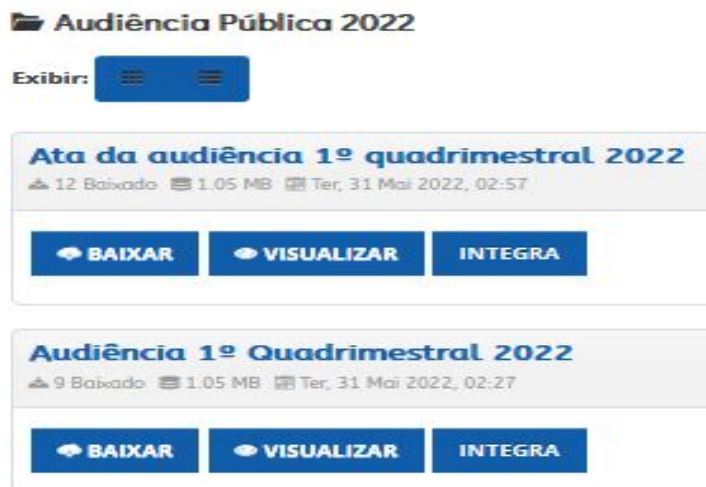 Audiência Pública 2022
Exibir:
Ata da audiência 1º quadrimestral 2022
12 Baixado 1.05 MB Ter, 31 Mai 2022, 02:57
BAIXAR VISUALIZAR INTEGRA
Audiência 1º Quadrimestral 2022
9 Baixado 1.05 MB Ter, 31 Mai 2022, 02:27
BAIXAR VISUALIZAR INTEGRA